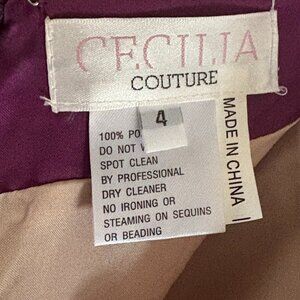 CECILIA
COUTURE
4
100% PO
DO NOT
SPOT CLEAN
BY PROFESSIONAL
DRY CLEANER
NO IRONING OR
STEAMING ON SEQUINS
OR BEADING
MADE IN CHINA